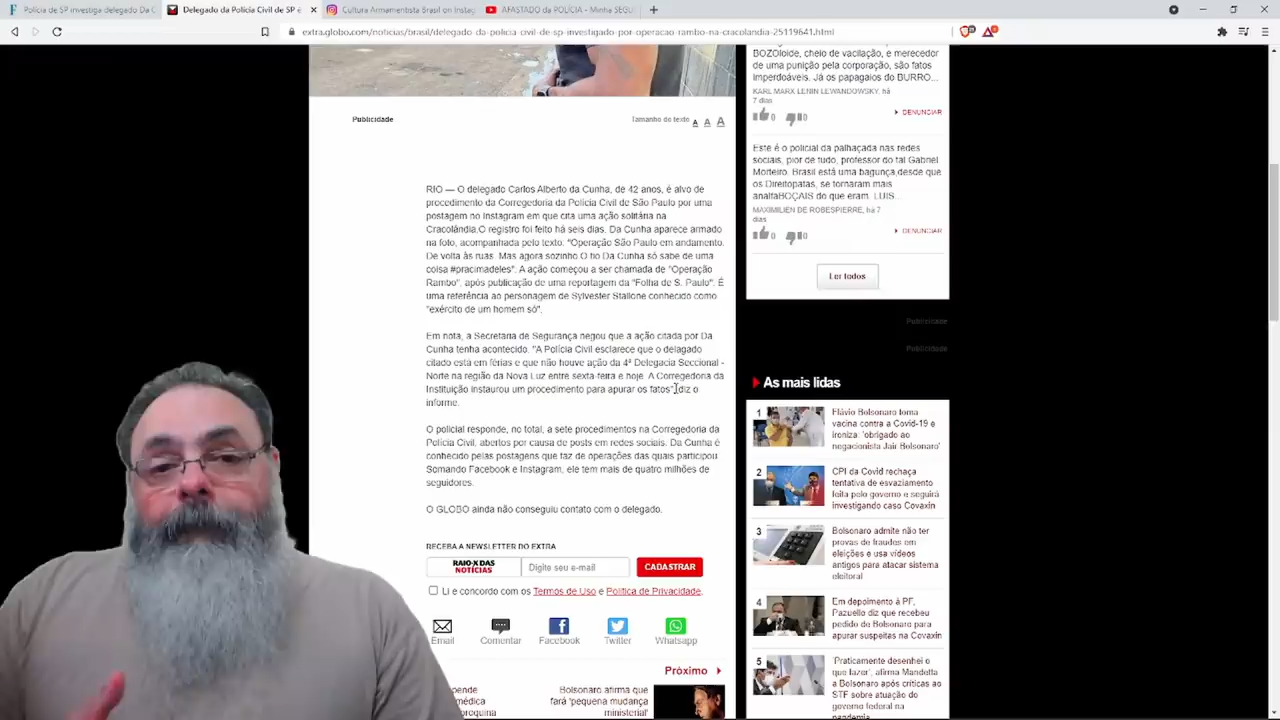 Polícia de SP investiga delegado Da C
Delegado da Polícia Civil de SP é
Cultura Armamentista Brasil on Instag
AFASTADO da POLÍCIA - Minha SEGU
extra.globo.com/noticias/brasil/delegado-da-policia-civil-de-sp-investigado-por-operacao-rambo-na-cracolandia-25119641.html
Publicidade
Tamanho do texto A A A
RIO — O delegado Carlos Alberto da Cunha, de 42 anos, é alvo de
procedimento da Corregedoria da Polícia Civil de São Paulo por uma
postagem no Instagram em que cita uma ação solitária na
Cracolândia.O registro foi feito há seis dias. Da Cunha aparece armado
na foto, acompanhada pelo texto: "Operação São Paulo em andamento.
De volta às ruas. Mas agora sozinho O tio Da Cunha só sabe de uma
coisa #pracimadeles". A ação começou a ser chamada de "Operação
Rambo", após publicação de uma reportagem da "Folha de S. Paulo". É
uma referência ao personagem de Sylvester Stallone conhecido como
"exército de um homem só".
Em nota, a Secretaria de Segurança negou que a ação citada por Da
Cunha tenha acontecido. "A Polícia Civil esclarece que o delagado
citado está em férias e que não houve ação da 4ª Delegacia Seccional -
Norte na região da Nova Luz entre sexta-feira e hoje. A Corregedoria da
Instituição instaurou um procedimento para apurar os fatos" diz o
informe.
O policial responde, no total, a sete procedimentos na Corregedoria da
Polícia Civil, abertos por causa de posts em redes sociais. Da Cunha é
conhecido pelas postagens que faz de operações das quais participou
Somando Facebook e Instagram, ele tem mais de quatro milhões de
seguidores.
O GLOBO ainda não conseguiu contato com o delegado.
RECEBA A NEWSLETTER DO EXTRA
RAIO-X DAS
NOTÍCIAS
Digite seu e-mail
CADASTRAR
Li e concordo com os Termos de Uso e Política de Privacidade.
Email
Comentar
Facebook
Twitter
Whatsapp
Próximo
pende
médica
roquina
Bolsonaro afirma que
fará 'pequena mudança
ministerial'
BOZOloide, cheio de vacilação, e merecedor
de uma punição pela corporação, são fatos
imperdoáveis. Já os papagaios do BURRO...
KARL MARX LENIN LEWANDOWSKY, há
7 dias
0 0
DENUNCIAR
Este é o policial da palhaçada nas redes
sociais, pior de tudo, professor do tal Gabriel
Morteiro. Brasil está uma bagunça,desde que
os Direitopatas, se tornaram mais
analfaBOÇAIS do que eram. LUIS...
MAXIMILIEN DE ROBESPIERRE, há 7
dias
0 0
DENUNCIAR
Ler todos
Publicidade
Publicidade
As mais lidas
1
Flávio Bolsonaro toma
vacina contra a Covid-19 e
ironiza: 'obrigado ao
negacionista Jair Bolsonaro'
2
CPI da Covid rechaça
tentativa de esvaziamento
feita pelo governo e seguirá
investigando caso Covaxin
3
Bolsonaro admite não ter
provas de fraudes em
eleições e usa vídeos
antigos para atacar sistema
eleitoral
4
Em depoimento à PF,
Pazuello diz que recebeu
pedido de Bolsonaro para
apurar suspeitas na Covaxin
5
'Praticamente desenhei o
que fazer', afirma Mandetta
a Bolsonaro após críticas ao
STF sobre atuação do
governo federal na
pandemia